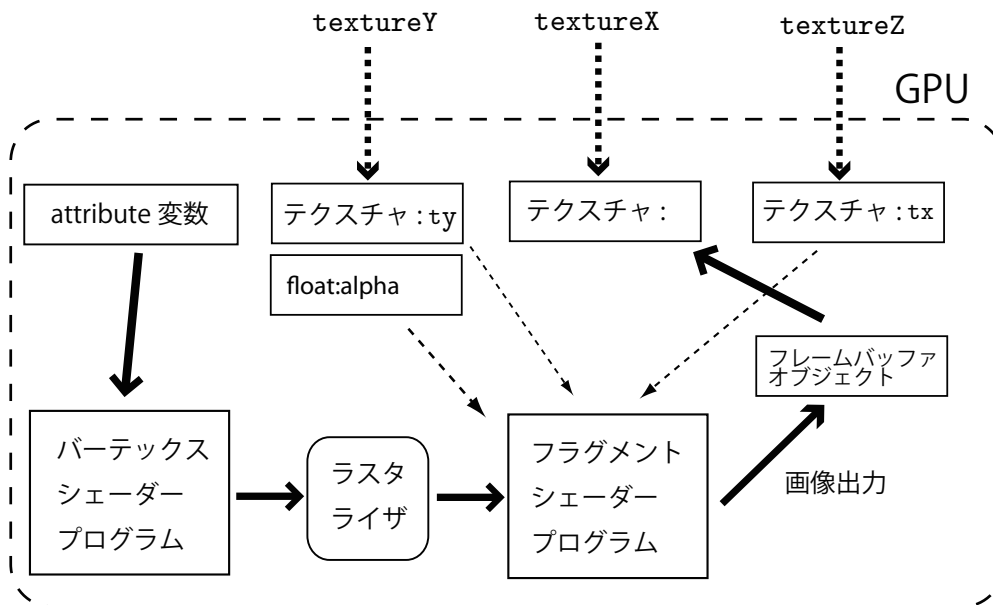 textureY
textureX
textureZ
GPU
attribute 変数
テクスチャ : ty
テクスチャ :
テクスチャ : tx
float:alpha
フレームバッファ
オブジェクト
バーテックス
シェーダー
プログラム
ラスタ
ライザ
フラグメント
シェーダー
プログラム
画像出力